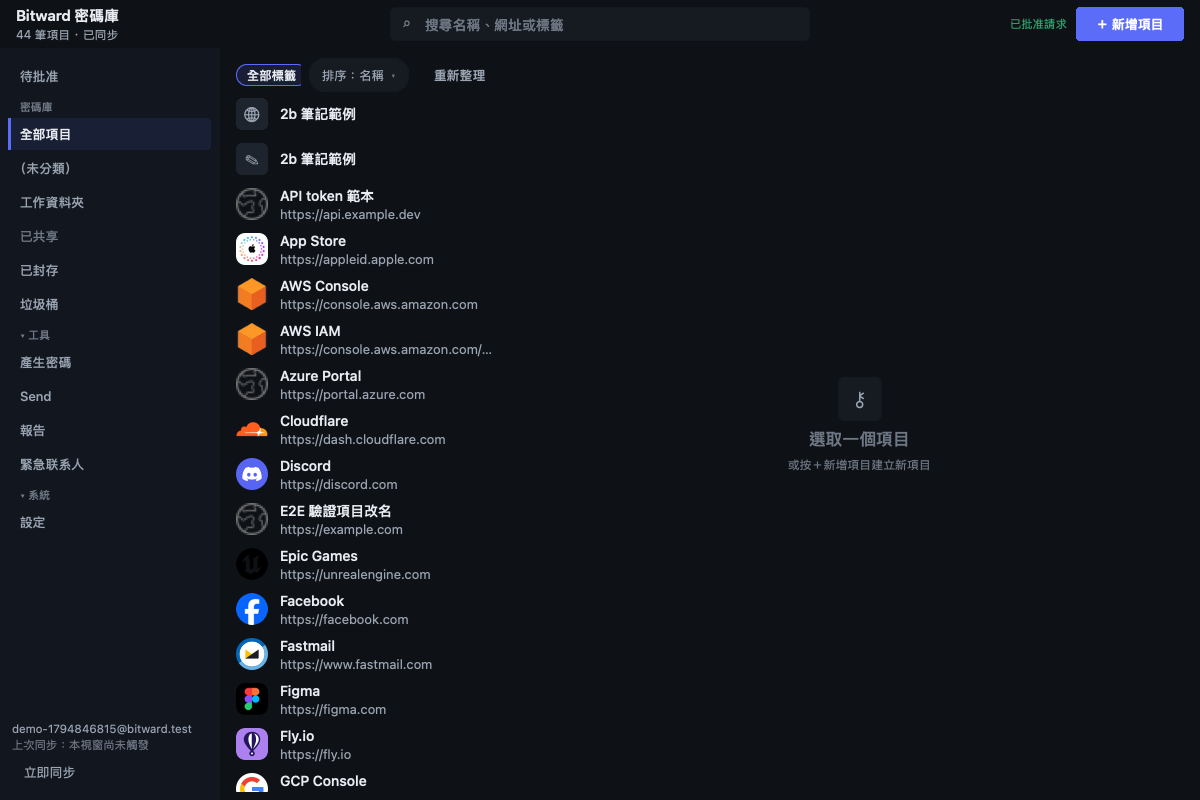 Bitward 密碼庫
44 筆項目 · 已同步
搜尋名稱、網址或標籤
已批准請求
+ 新增項目
待批准
密碼庫
全部項目
(未分類)
工作資料夾
已共享
已封存
垃圾桶
工具
產生密碼
Send
報告
緊急联系人
系統
設定
demo-1794846815@bitward.test
上次同步：本視窗尚未觸發
立即同步
全部標籤
排序：名稱
重新整理
2b 筆記範例
2b 筆記範例
API token 範本
https://api.example.dev
App Store
https://appleid.apple.com
AWS Console
https://console.aws.amazon.com
AWS IAM
https://console.aws.amazon.com/...
Azure Portal
https://portal.azure.com
Cloudflare
https://dash.cloudflare.com
Discord
https://discord.com
E2E 驗證項目改名
https://example.com
Epic Games
https://unrealengine.com
Facebook
https://facebook.com
Fastmail
https://www.fastmail.com
Figma
https://figma.com
Fly.io
https://fly.io
GCP Console
選取一個項目
或按＋新增項目建立新項目